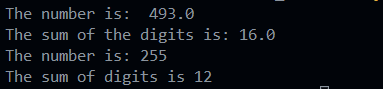 The number is:  493.0
The sum of the digits is: 16.0
The number is: 255
The sum of digits is 12